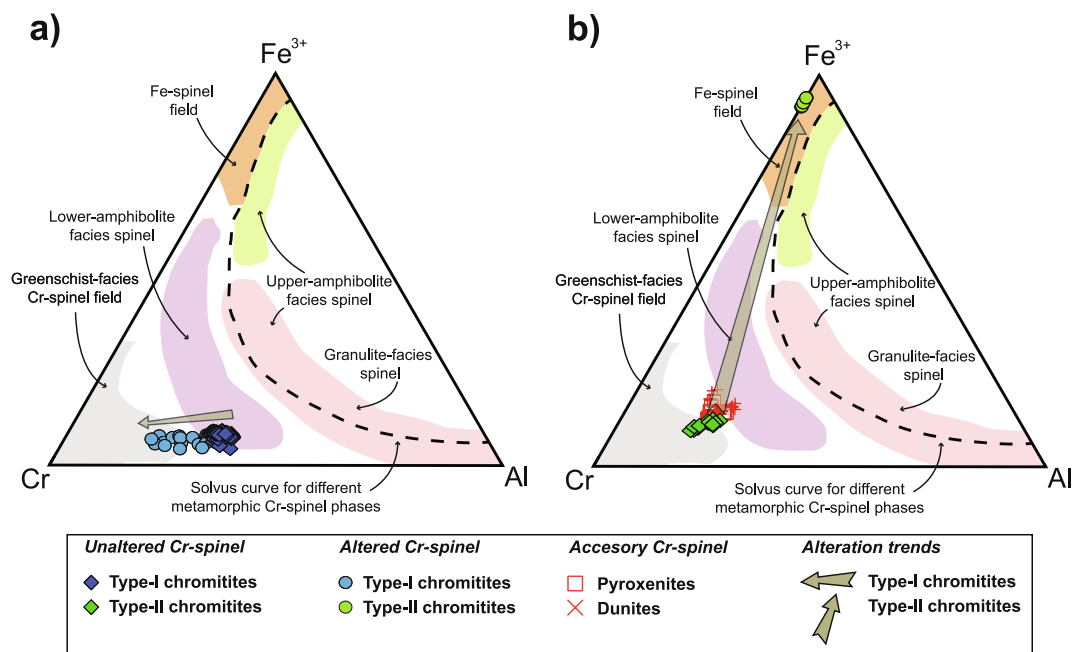 a)
Fe3+
Fe-spinel
field
Lower-amphibolite
facies spinel
Greenschist-facies
Cr-spinel field
Upper-amphibolite
facies spinel
Granulite-facies
spinel
Cr
Al
Solvus curve for different
metamorphic Cr-spinel phases
b)
Fe3+
Fe-spinel
field
Lower-amphibolite
facies spinel
Greenschist-facies
Cr-spinel field
Upper-amphibolite
facies spinel
Granulite-facies
spinel
Cr
Al
Solvus curve for different
metamorphic Cr-spinel phases
Unaltered Cr-spinel
Type-I chromitites
Type-II chromitites
Altered Cr-spinel
Type-I chromitites
Type-II chromitites
Accesory Cr-spinel
Pyroxenites
Dunites
Alteration trends
Type-I chromitites
Type-II chromitites